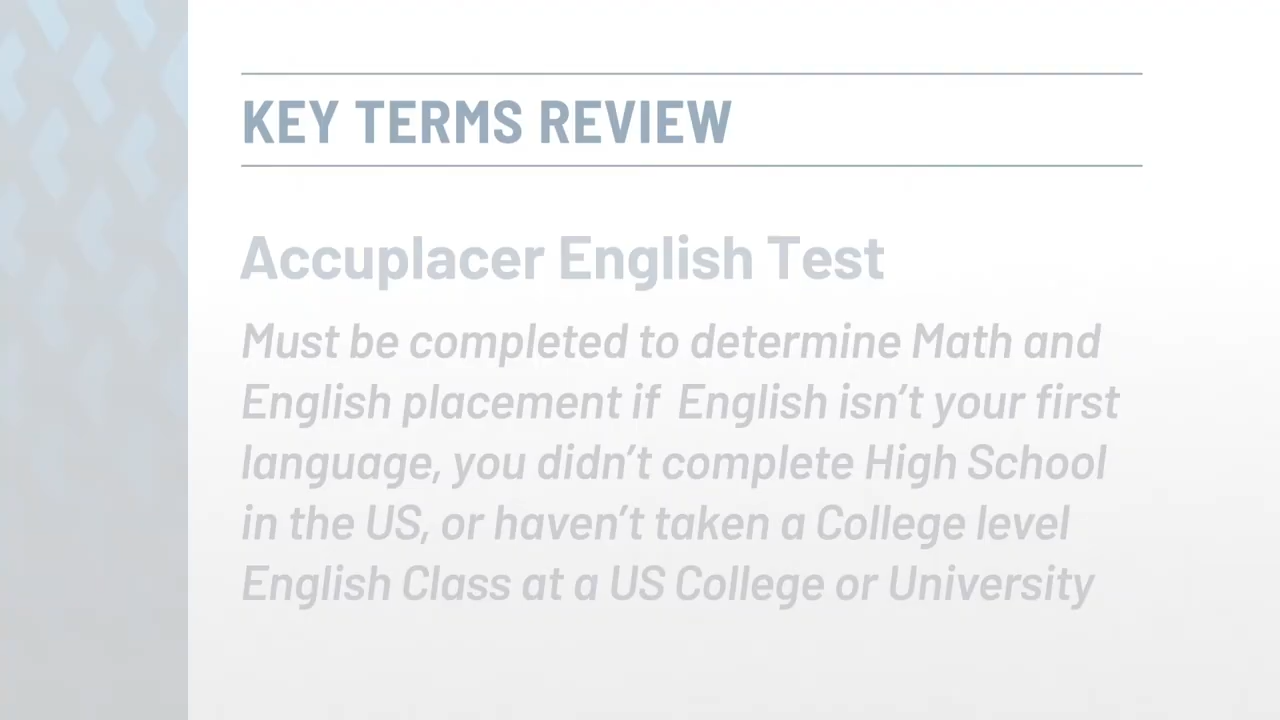 KEY TERMS REVIEW
Accuplacer English Test
Must be completed to determine Math and
English placement if  English isn’t your first
language, you didn’t complete High School
in the US, or haven’t taken a College level
English Class at a US College or University